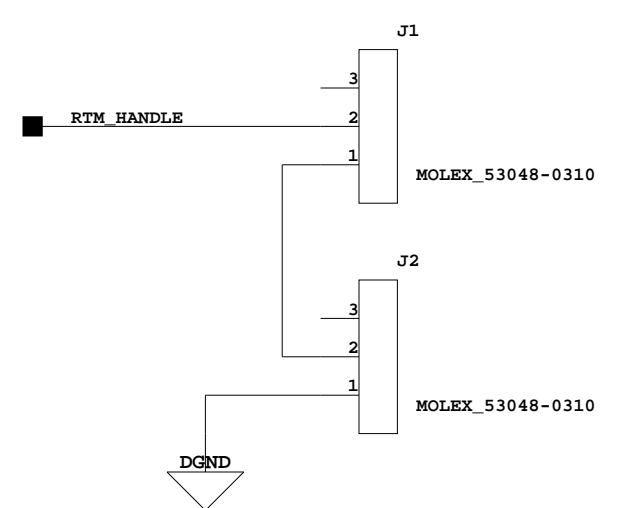 J1
3
RTM_HANDLE 2
1
MOLEX_53048-0310
J2
3
2
1
MOLEX_53048-0310
DGND